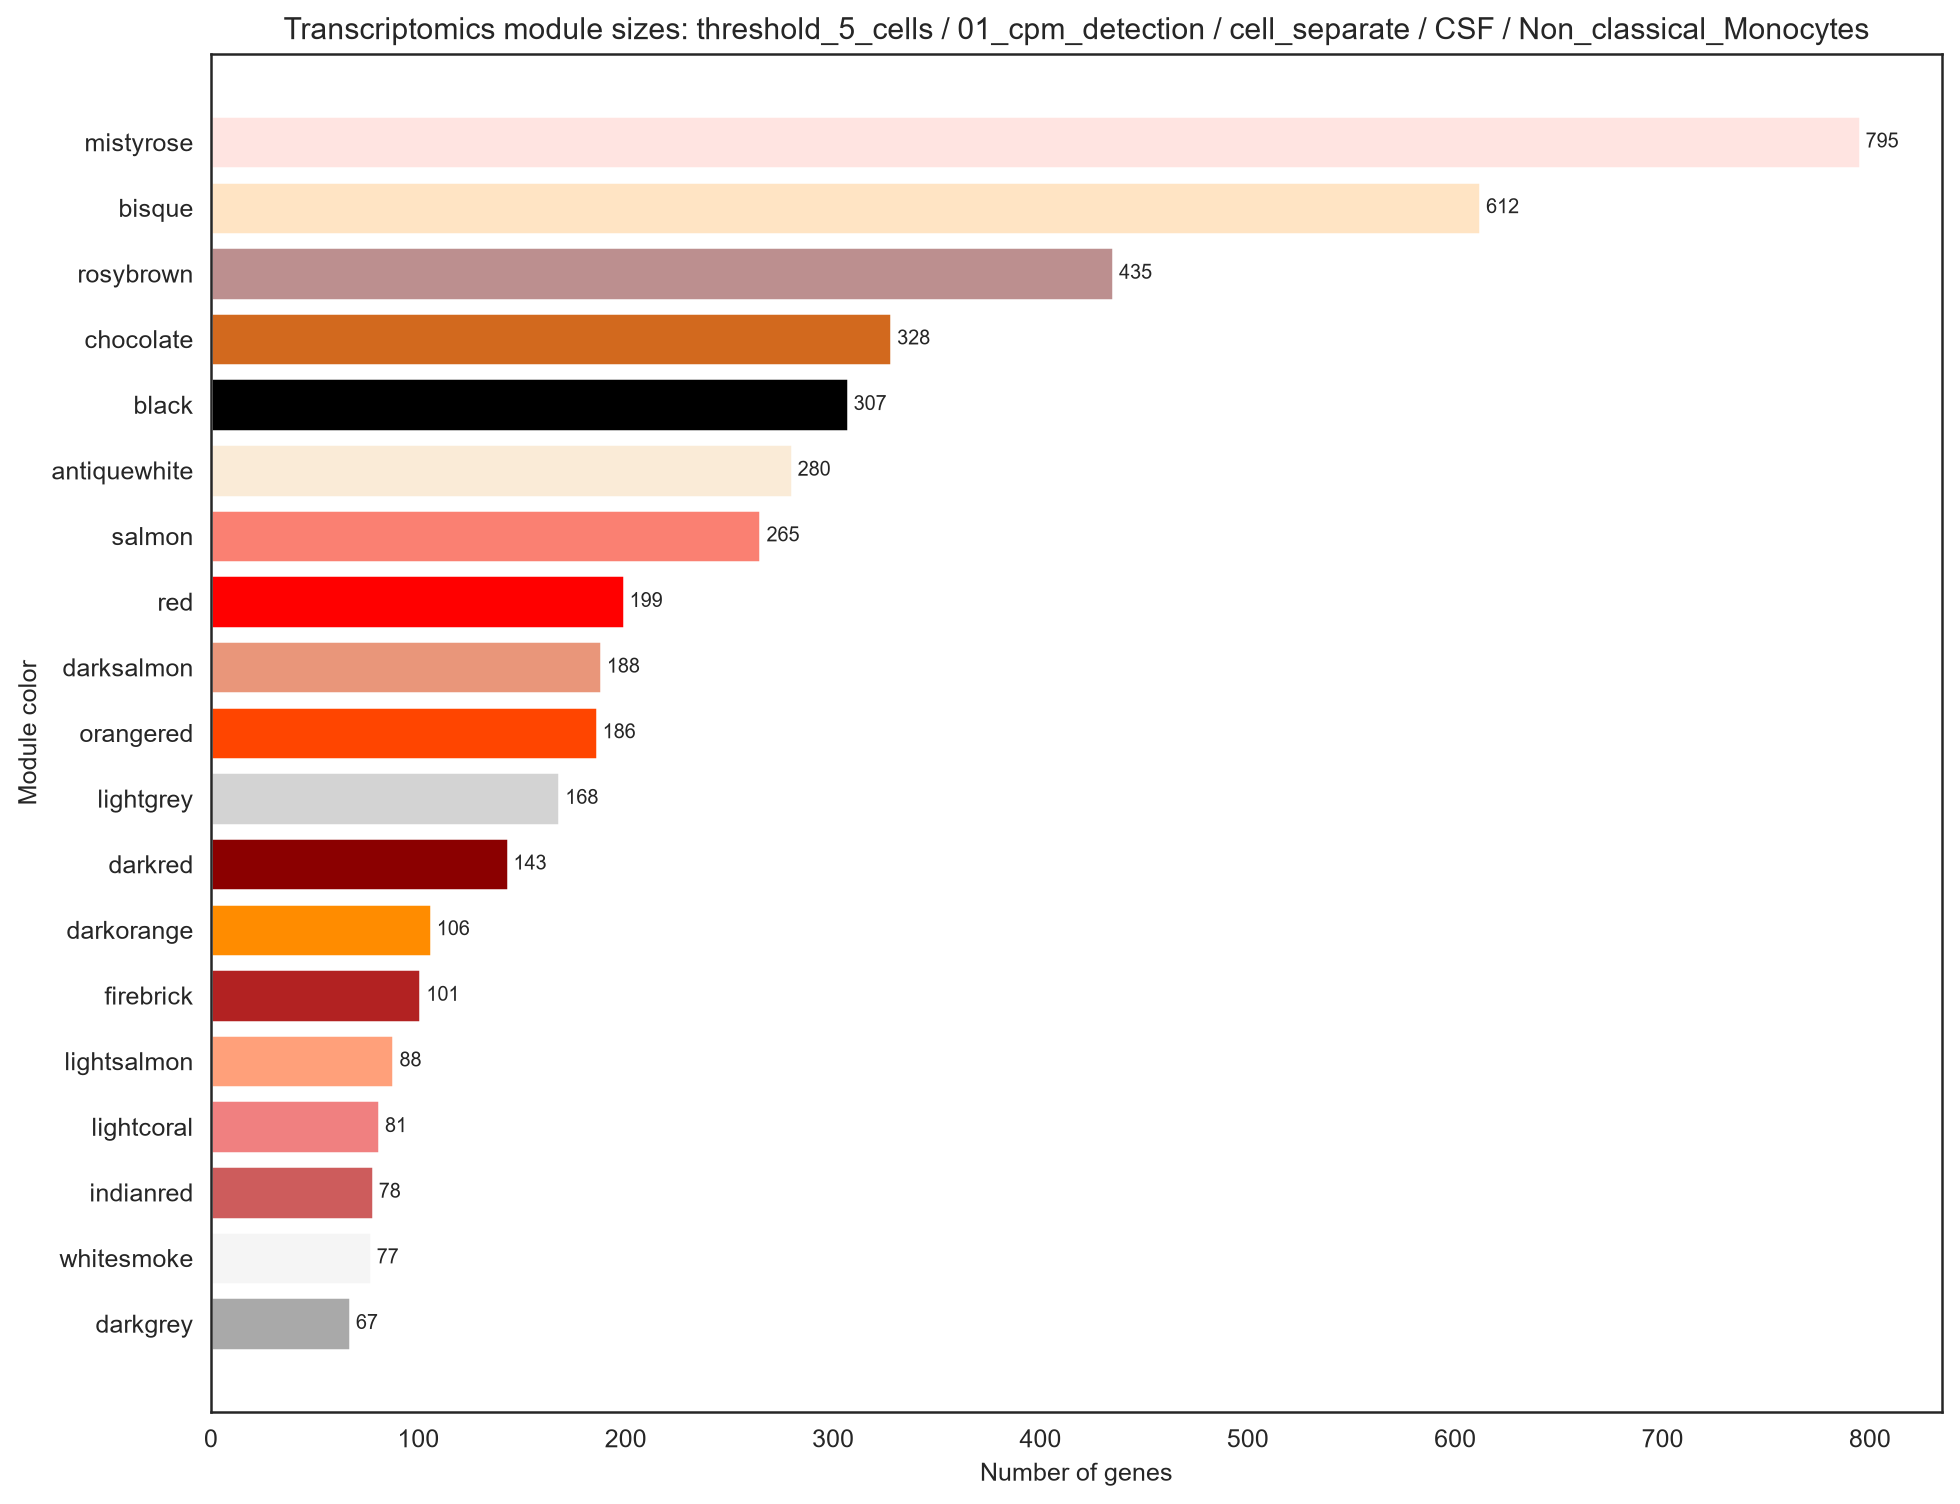 Transcriptomics module sizes: threshold_5_cells / 01_cpm_detection / cell_separate / CSF / Non_classical_Monocytes
Module color
mistyrose 795
bisque 612
rosybrown 435
chocolate 328
black 307
antiquewhite 280
salmon 265
red 199
darksalmon 188
orangered 186
lightgrey 168
darkred 143
darkorange 106
firebrick 101
lightsalmon 88
lightcoral 81
indianred 78
whitesmoke 77
darkgrey 67
0 100 200 300 400 500 600 700 800
Number of genes